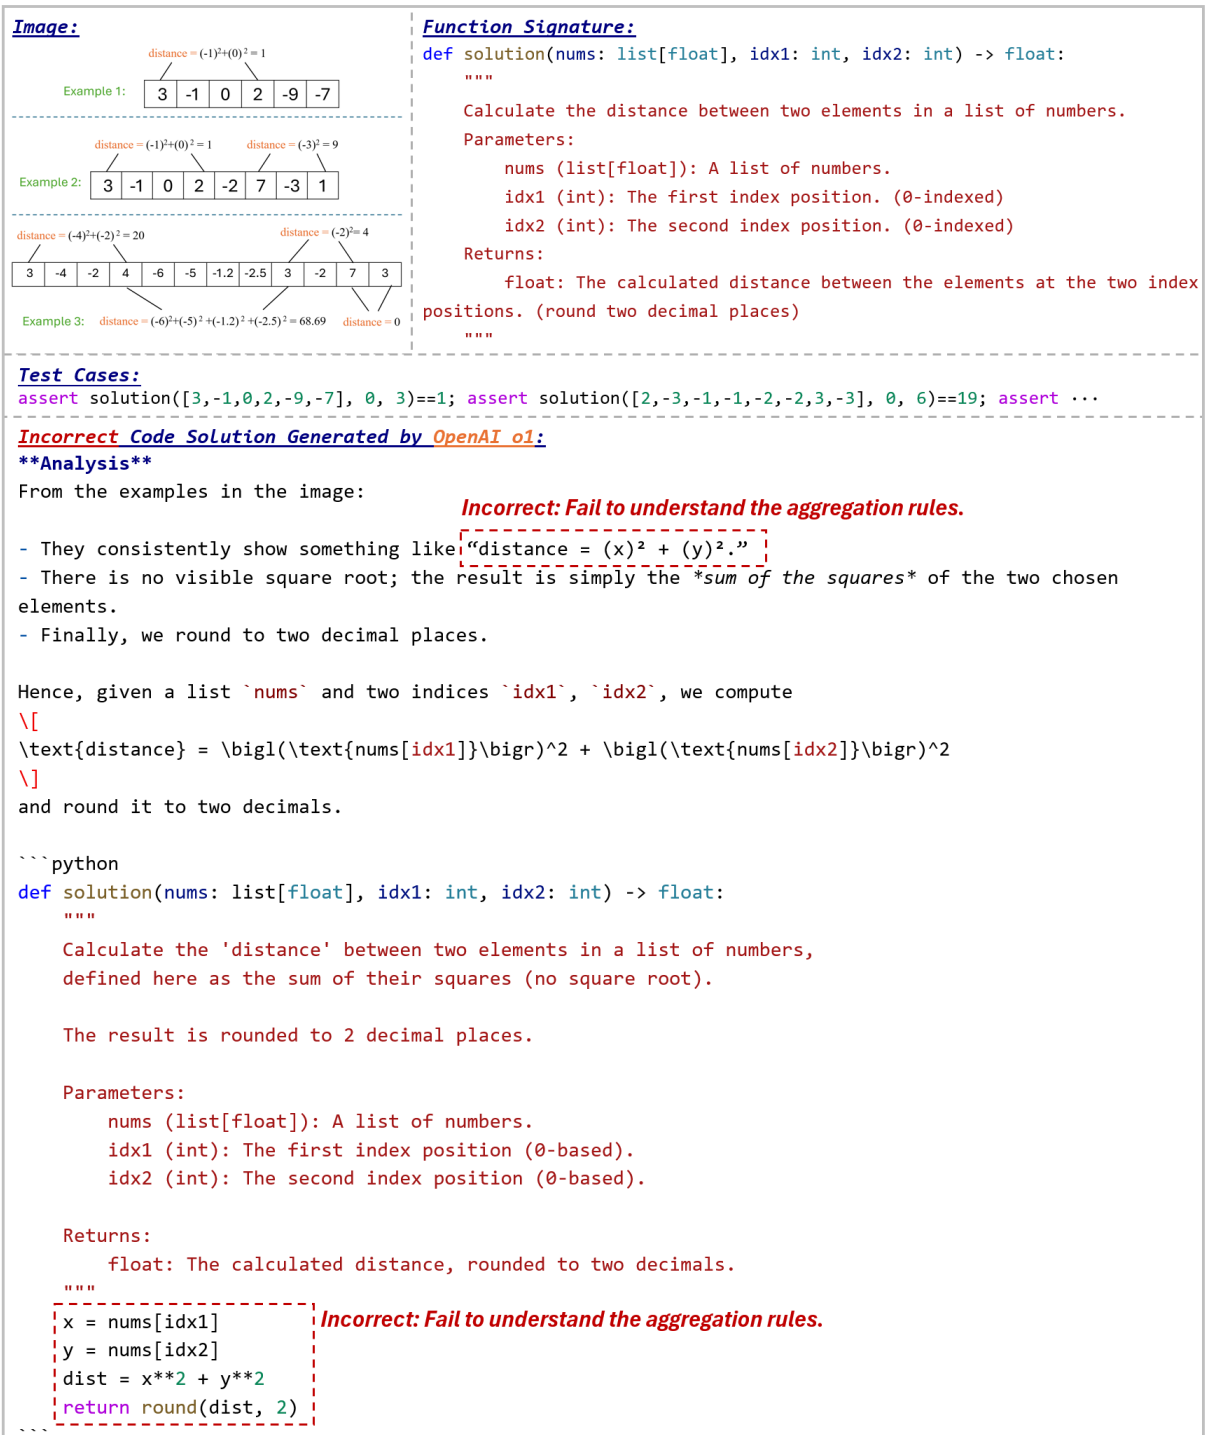 Image:
distance = (-1)²+(0) ² = 1
Example 1:
3 -1 0 2 -9 -7
distance = (-1)²+(0) ² = 1 distance = (-3)² = 9
Example 2:
3 -1 0 2 -2 7 -3 1
distance = (-4)²+(-2) ² = 20 distance = (-2)²= 4
3 -4 -2 4 -6 -5 -1.2 -2.5 3 -2 7 3
Example 3: distance = (-6)²+(-5) ² +(-1.2) ² +(-2.5) ² = 68.69 distance = 0
Function Signature:
def solution(nums: list[float], idx1: int, idx2: int) -> float:
"""
Calculate the distance between two elements in a list of numbers.
Parameters:
nums (list[float]): A list of numbers.
idx1 (int): The first index position. (0-indexed)
idx2 (int): The second index position. (0-indexed)
Returns:
float: The calculated distance between the elements at the two index
positions. (round two decimal places)
"""
Test Cases:
assert solution([3,-1,0,2,-9,-7], 0, 3)==1; assert solution([2,-3,-1,-1,-2,-2,3,-3], 0, 6)==19; assert ···
Incorrect Code Solution Generated by OpenAI o1:
**Analysis**
From the examples in the image:
Incorrect: Fail to understand the aggregation rules.
- They consistently show something like “distance = (x)² + (y)².”
- There is no visible square root; the result is simply the *sum of the squares* of the two chosen
elements.
- Finally, we round to two decimal places.
Hence, given a list `nums` and two indices `idx1`, `idx2`, we compute
\[
\text{distance} = \bigl(\text{nums[idx1]}\bigr)^2 + \bigl(\text{nums[idx2]}\bigr)^2
\]
and round it to two decimals.
```python
def solution(nums: list[float], idx1: int, idx2: int) -> float:
"""
Calculate the 'distance' between two elements in a list of numbers,
defined here as the sum of their squares (no square root).
The result is rounded to 2 decimal places.
Parameters:
nums (list[float]): A list of numbers.
idx1 (int): The first index position (0-based).
idx2 (int): The second index position (0-based).
Returns:
float: The calculated distance, rounded to two decimals.
"""
x = nums[idx1] Incorrect: Fail to understand the aggregation rules.
y = nums[idx2]
dist = x**2 + y**2
return round(dist, 2)
```